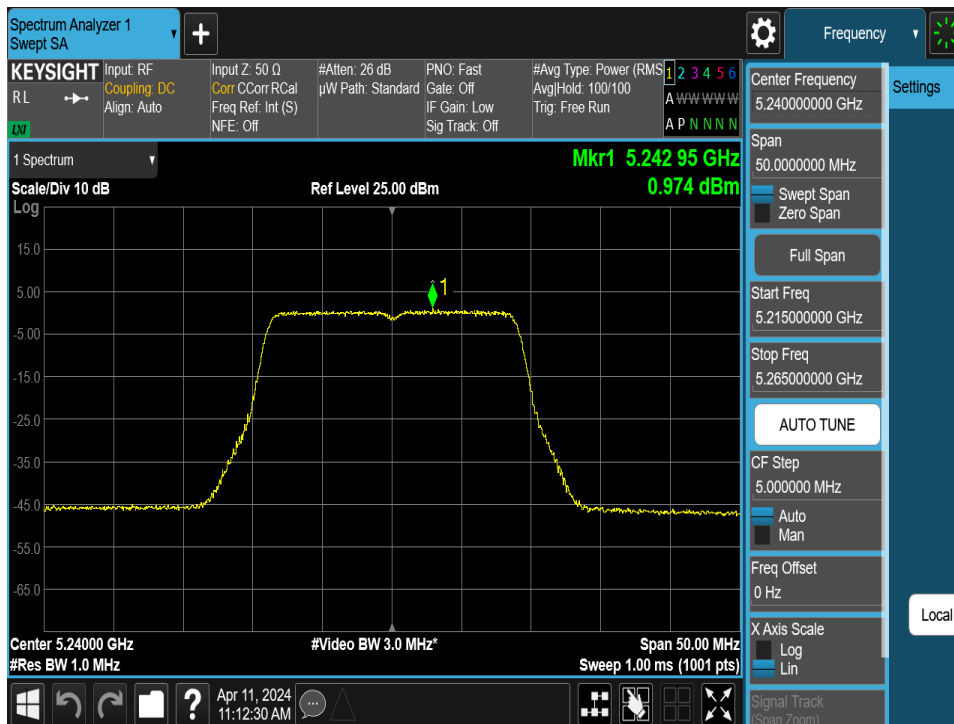 Spectrum Analyzer 1
Swept SA
+
Frequency
KEYSIGHT
R L
LXI
Input: RF
Coupling: DC
Align: Auto
Input Z: 50 Ω
Corr CCorr RCal
Freq Ref: Int (S)
NFE: Off
#Atten: 26 dB
µW Path: Standard
PNO: Fast
Gate: Off
IF Gain: Low
Sig Track: Off
#Avg Type: Power (RMS
Avg|Hold: 100/100
Trig: Free Run
1 2 3 4 5 6
A W W W W W
A P N N N N
1 Spectrum
Mkr1 5.242 95 GHz
Scale/Div 10 dB
Ref Level 25.00 dBm
0.974 dBm
Log
15.0
5.00
1
-5.00
-15.0
-25.0
-35.0
-45.0
-55.0
-65.0
Center 5.24000 GHz
#Video BW 3.0 MHz*
Span 50.00 MHz
#Res BW 1.0 MHz
Sweep 1.00 ms (1001 pts)
Center Frequency
5.240000000 GHz
Settings
Span
50.0000000 MHz
Swept Span
Zero Span
Full Span
Start Freq
5.215000000 GHz
Stop Freq
5.265000000 GHz
AUTO TUNE
CF Step
5.000000 MHz
Auto
Man
Freq Offset
0 Hz
Local
X Axis Scale
Log
Lin
Signal Track
(Span Zoom)
?
Apr 11, 2024
11:12:30 AM